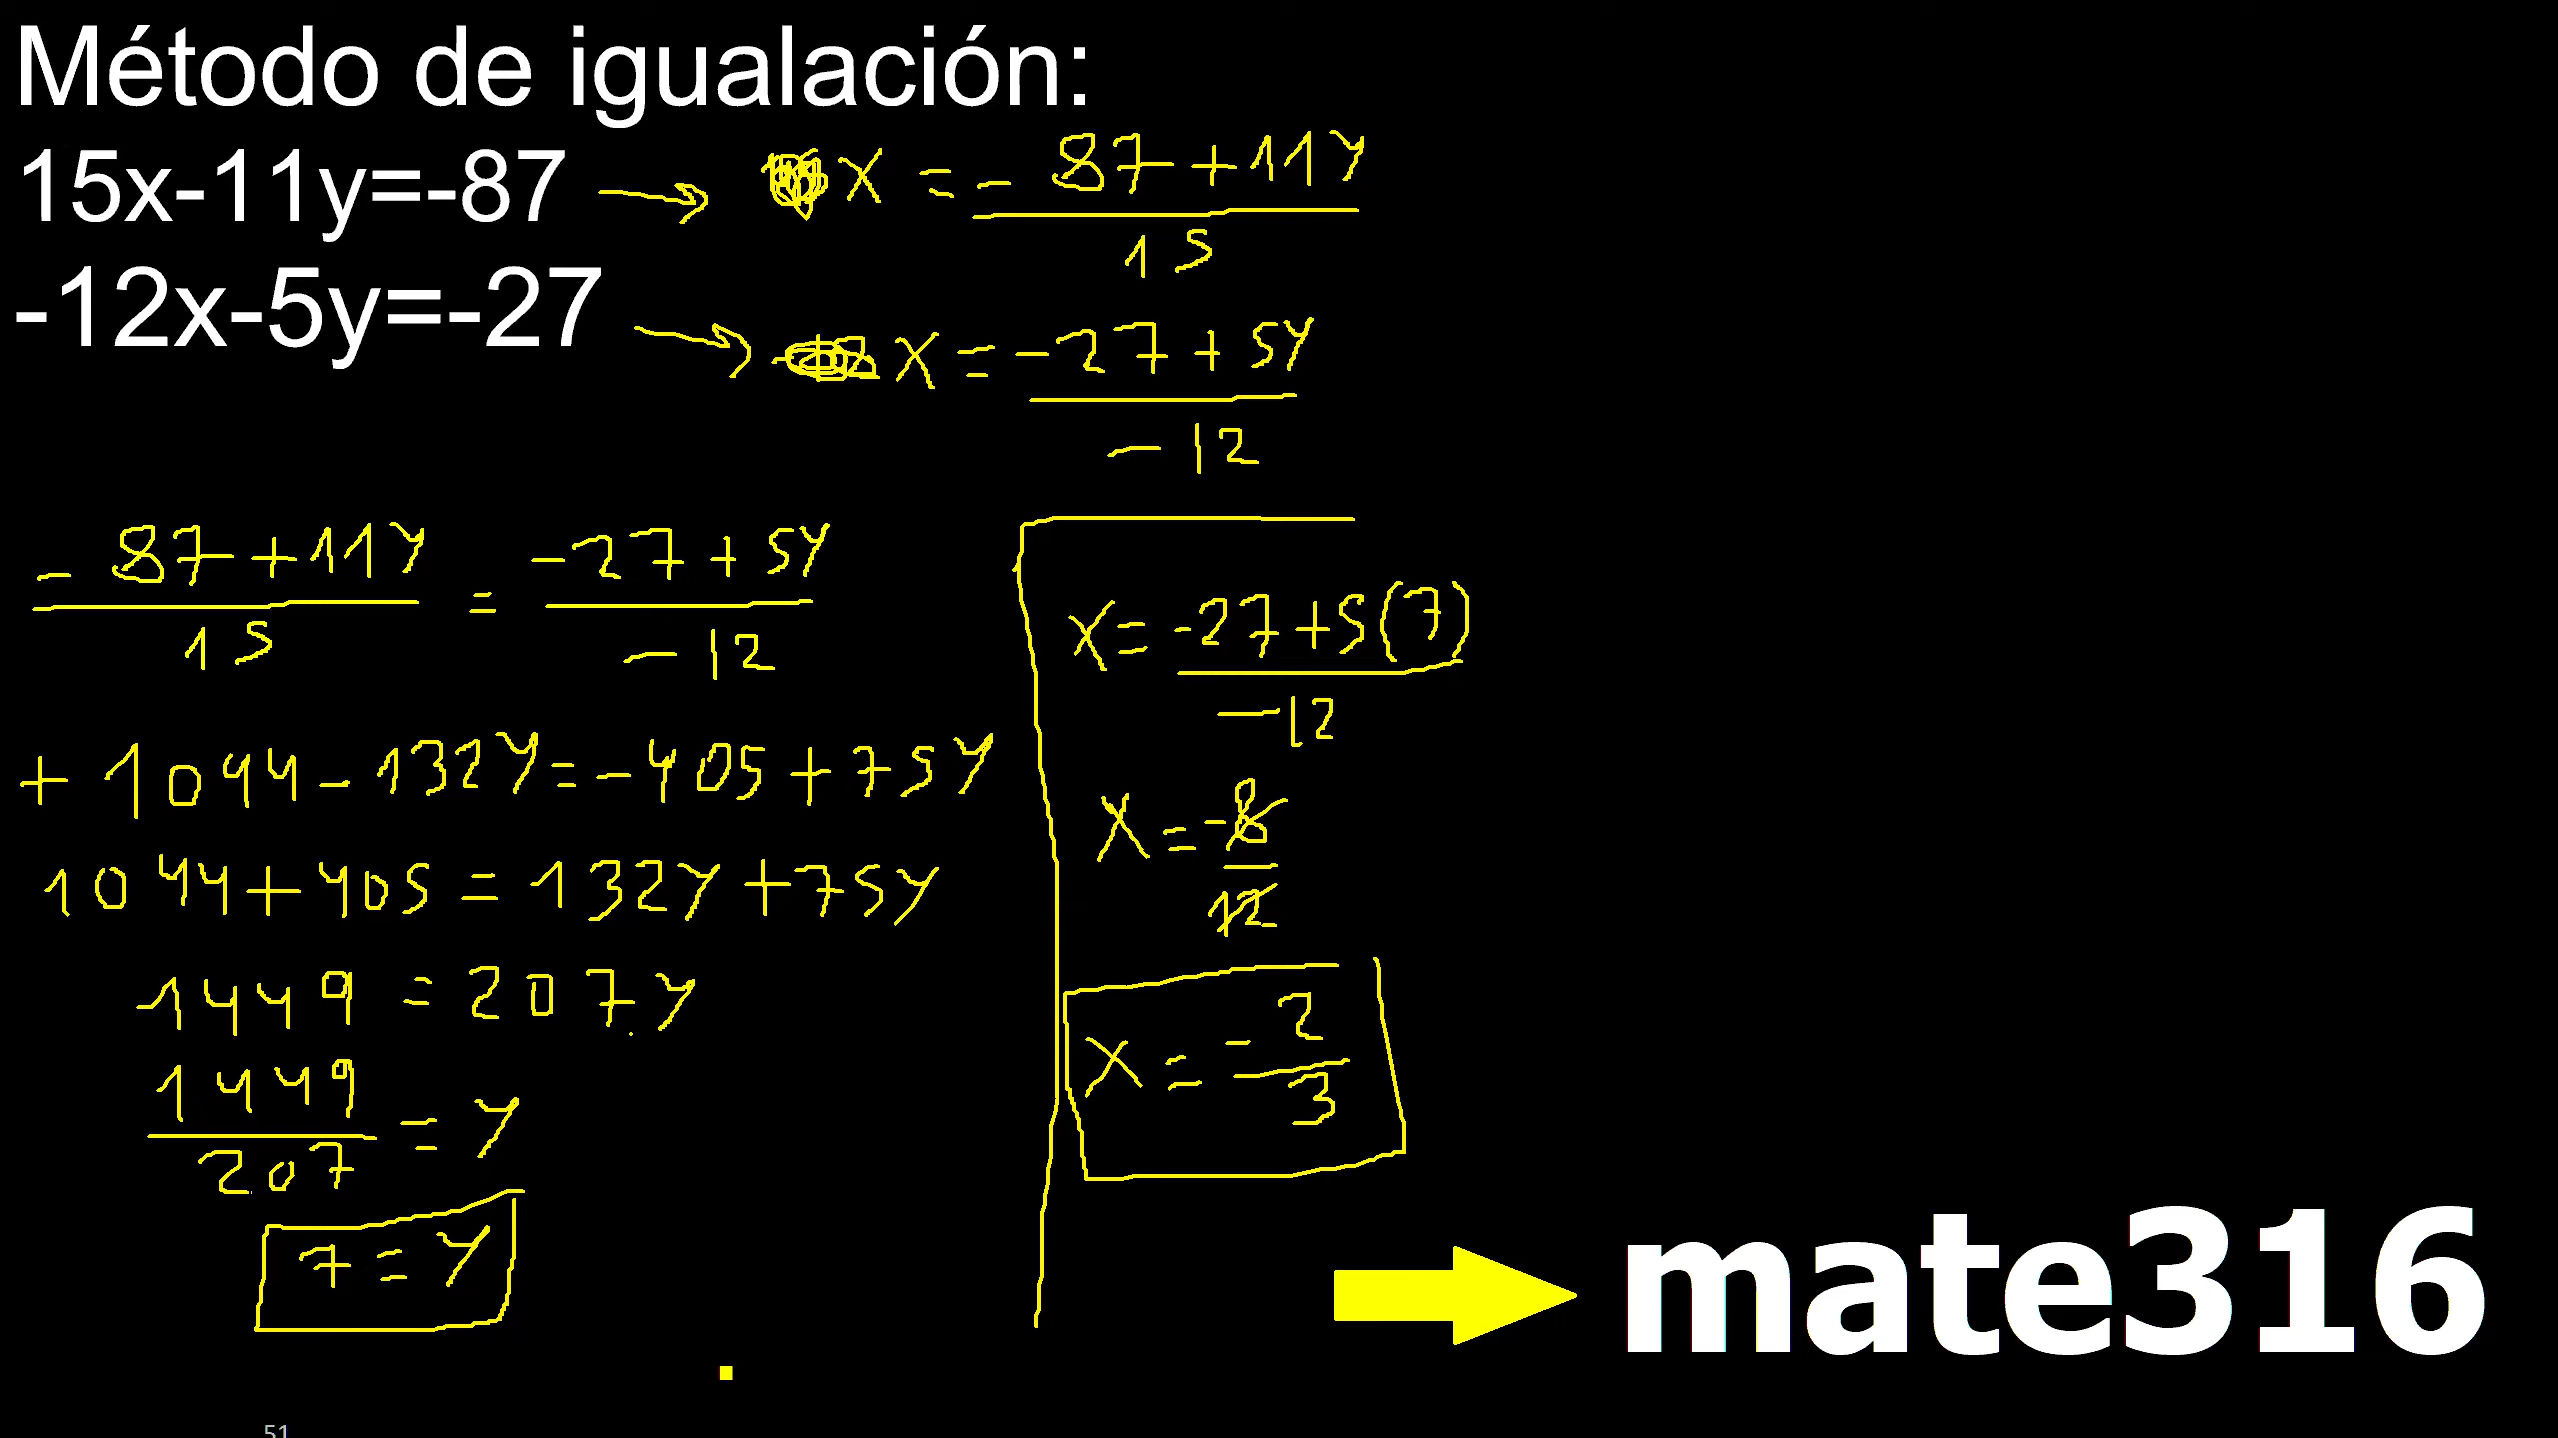 Método de igualación:
15x-11y=-87 → x = - 87+11y / 15
-12x-5y=-27 → x = -27+5y / -12
- 87+11y / 15 = -27+5y / -12
+1044-132y=-405+75y
1044+405=132y+75y
1449=207y
1449/207=y
7=y
x=-27+5(7) / -12
x=-8/12
x=-2/3
mate316
51